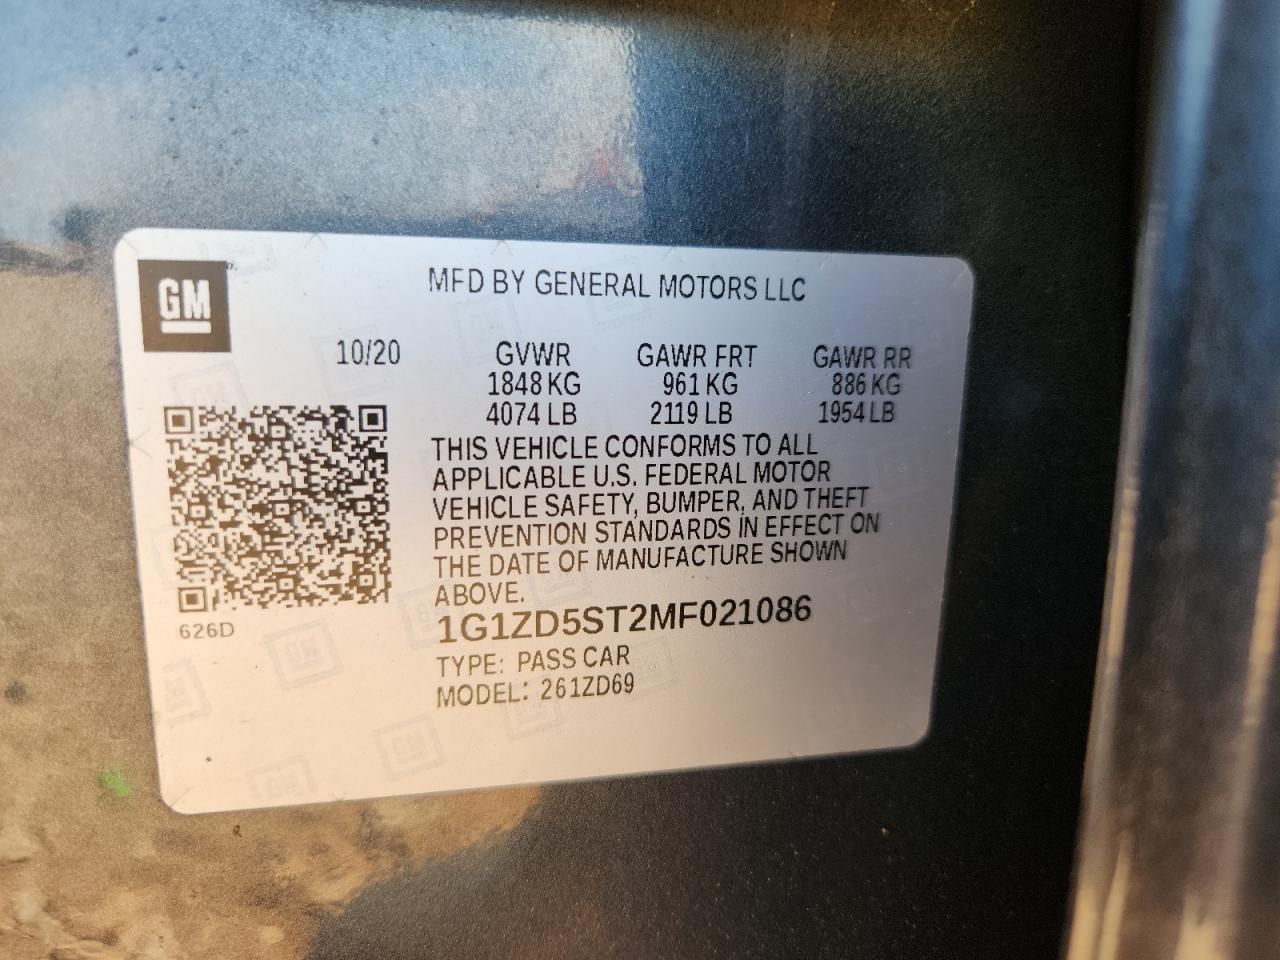 GM
MFD BY GENERAL MOTORS LLC
10/20 GVWR GAWR FRT GAWR RR
1848 KG 961 KG 886 KG
4074 LB 2119 LB 1954 LB
THIS VEHICLE CONFORMS TO ALL
APPLICABLE U.S. FEDERAL MOTOR
VEHICLE SAFETY, BUMPER, AND THEFT
PREVENTION STANDARDS IN EFFECT ON
THE DATE OF MANUFACTURE SHOWN
ABOVE.
626D
1G1ZD5ST2MF021086
TYPE: PASS CAR
MODEL: 261ZD69